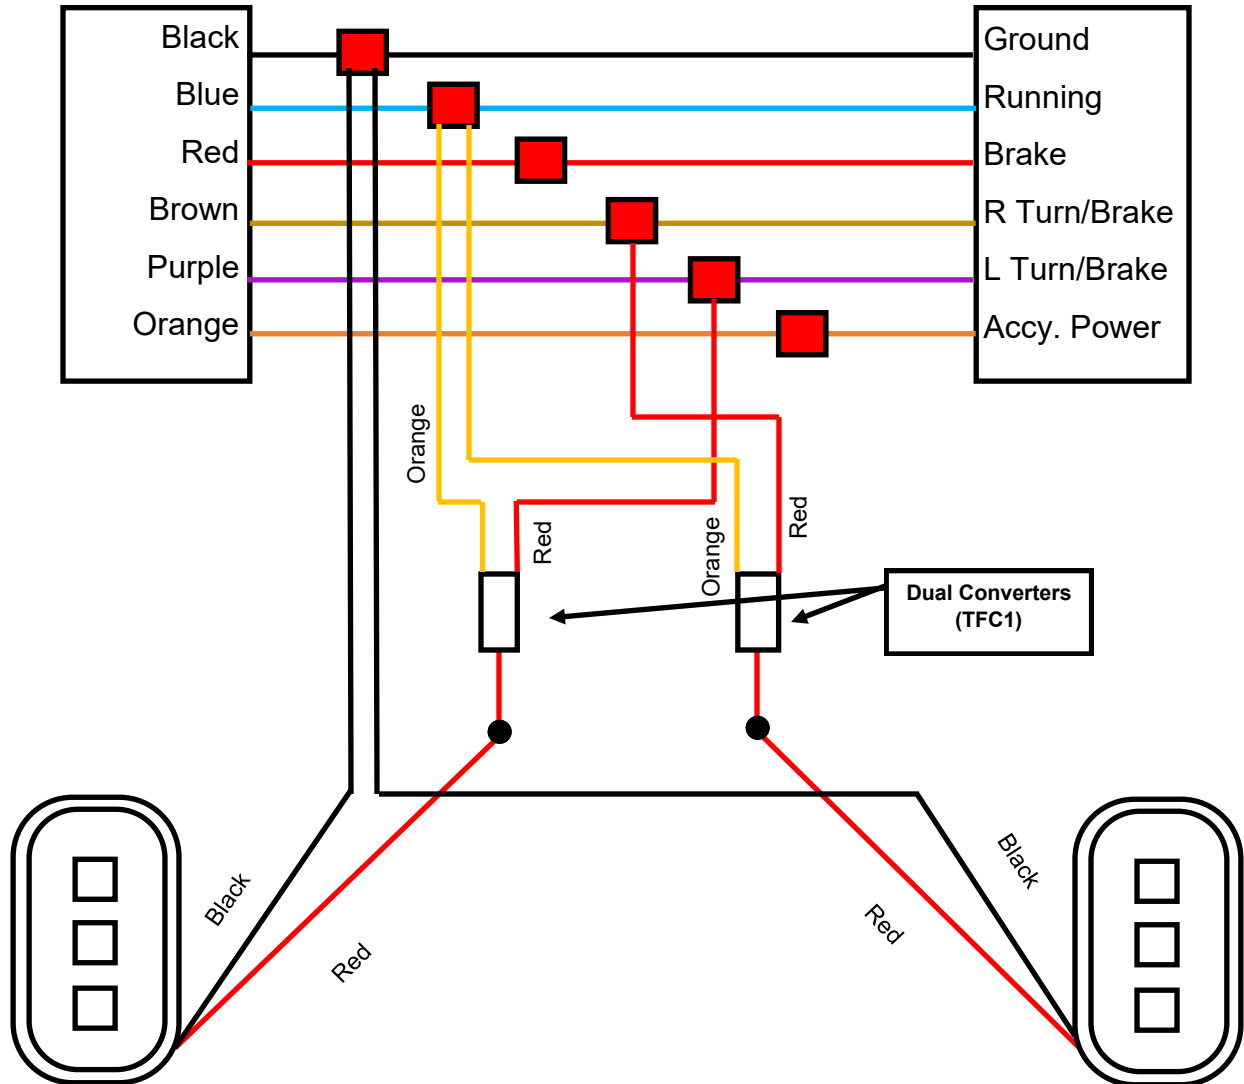 Black
Blue
Red
Brown
Purple
Orange
Ground
Running
Brake
R Turn/Brake
L Turn/Brake
Accy. Power
Orange
Red
Orange
Red
Dual Converters
(TFC1)
Black
Red
Red
Black